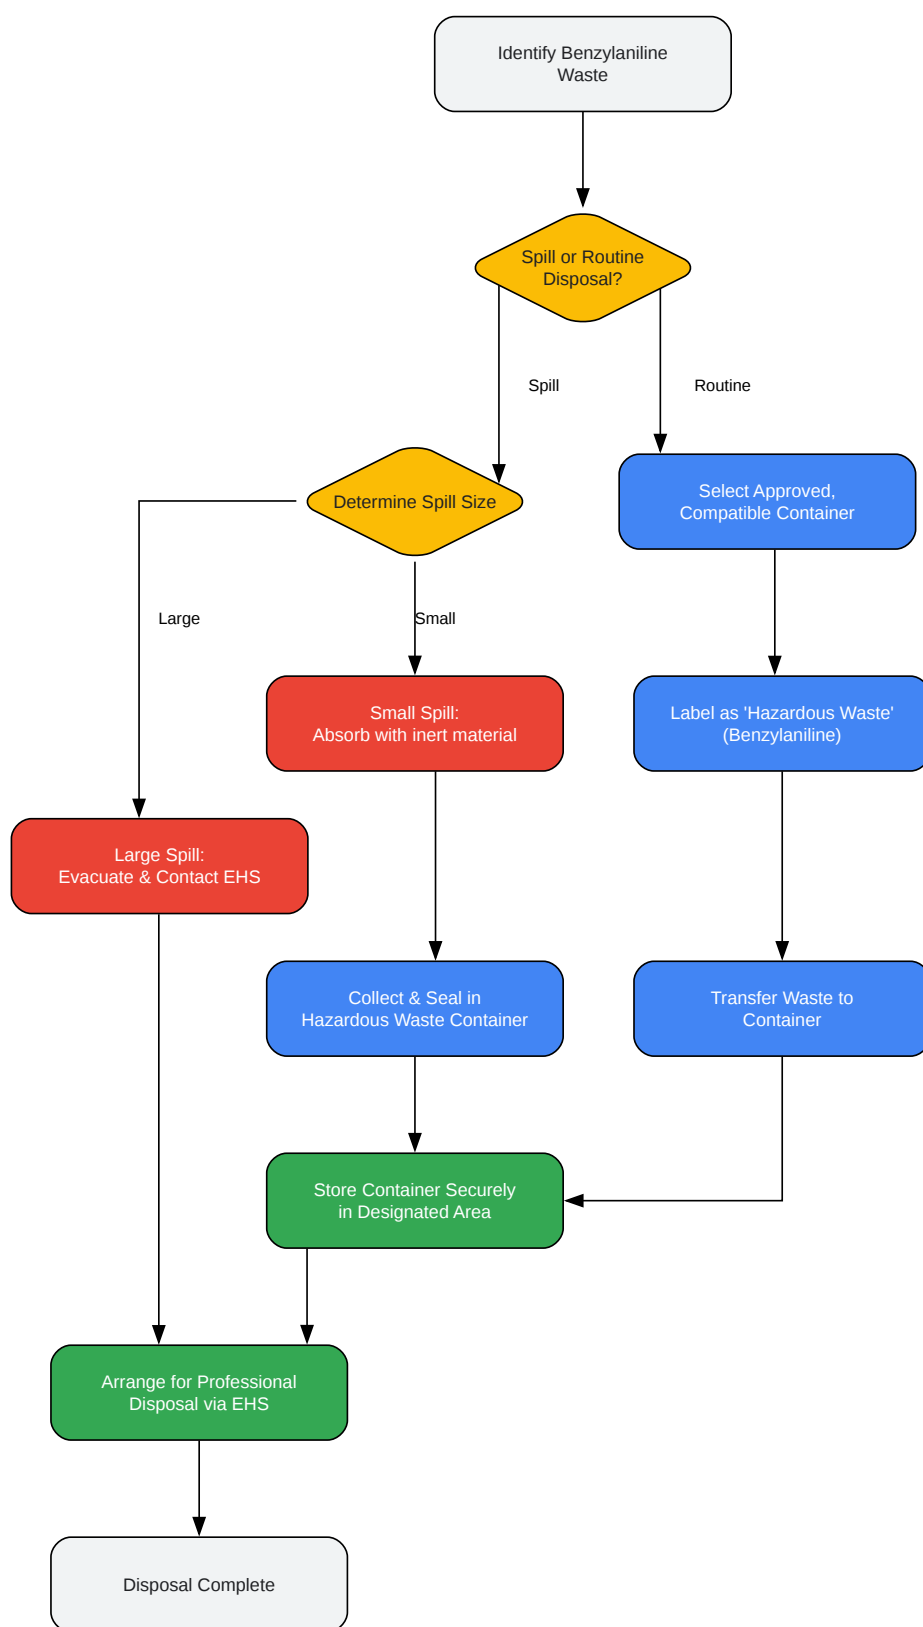 Identify Benzylaniline
Waste
Spill or Routine
Disposal?
Spill
Routine
Determine Spill Size
Select Approved,
Compatible Container
Large
Small
Small Spill:
Absorb with inert material
Label as 'Hazardous Waste'
(Benzylaniline)
Large Spill:
Evacuate & Contact EHS
Collect & Seal in
Hazardous Waste Container
Transfer Waste to
Container
Store Container Securely
in Designated Area
Arrange for Professional
Disposal via EHS
Disposal Complete